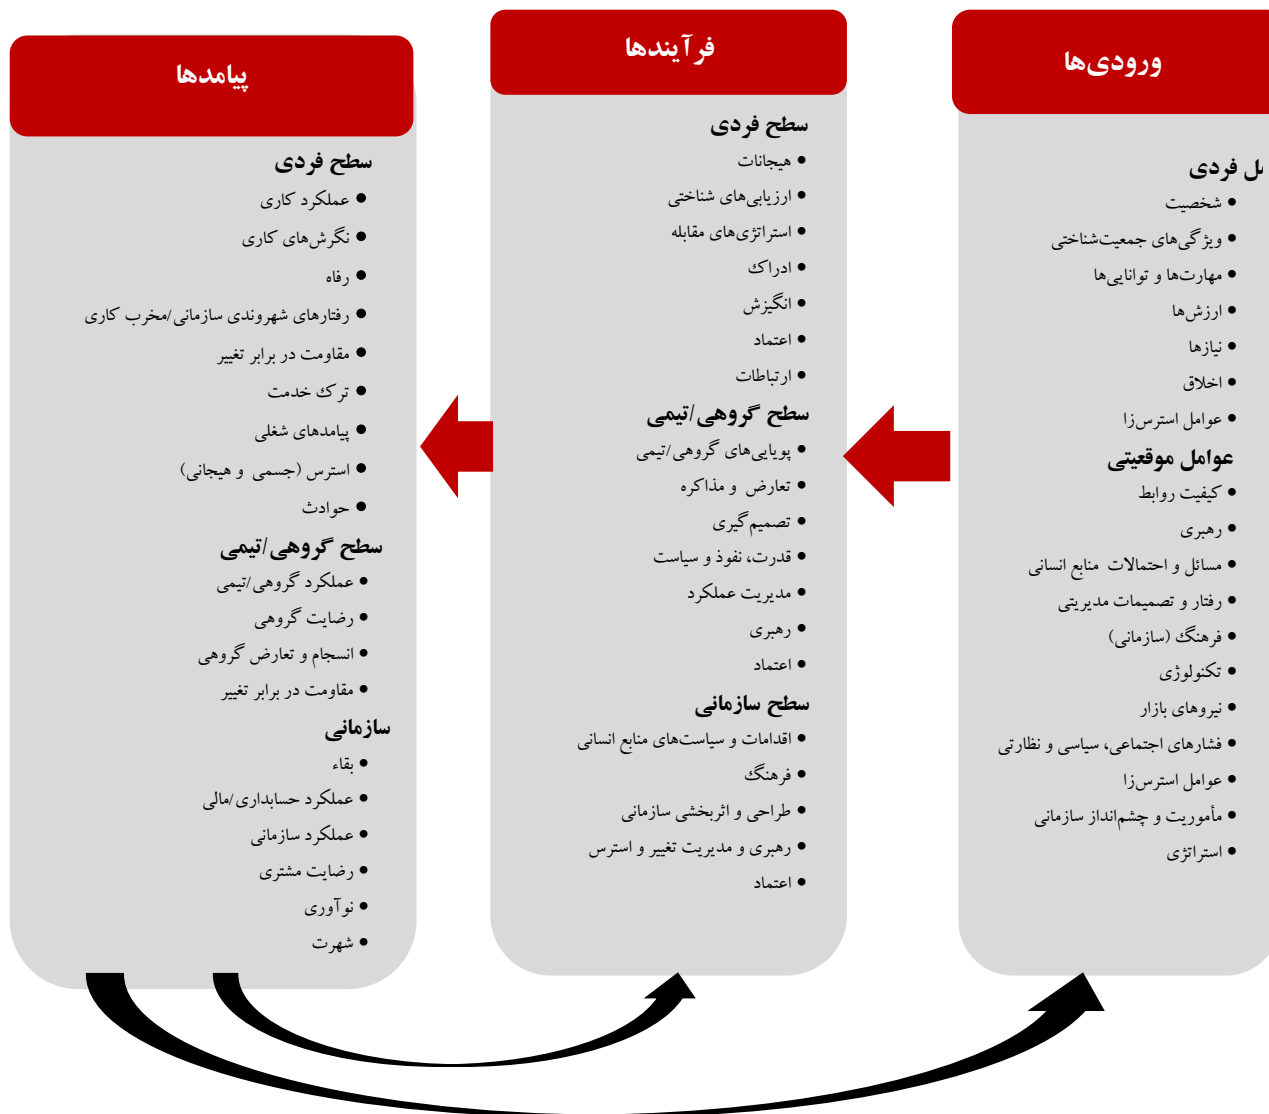 ورودی‌ها
ل فردی
• شخصیت
• ویژگی‌های جمعیت‌شناختی
• مهارت‌ها و توانایی‌ها
• ارزش‌ها
• نیازها
• اخلاق
• عوامل استرس‌زا
عوامل موقعیتی
• کیفیت روابط
• رهبری
• مسائل و احتمالات منابع انسانی
• رفتار و تصمیمات مدیریتی
• فرهنگ (سازمانی)
• تکنولوژی
• نیروهای بازار
• فشارهای اجتماعی، سیاسی و نظارتی
• عوامل استرس‌زا
• مأموریت و چشم‌انداز سازمانی
• استراتژی
فرآیندها
سطح فردی
• هیجانات
• ارزیابی‌های شناختی
• استراتژی‌های مقابله
• ادراک
• انگیزش
• اعتماد
• ارتباطات
سطح گروهی/تیمی
• پویایی‌های گروهی/تیمی
• تعارض و مذاکره
• تصمیم‌گیری
• قدرت، نفوذ و سیاست
• مدیریت عملکرد
• رهبری
• اعتماد
سطح سازمانی
• اقدامات و سیاست‌های منابع انسانی
• فرهنگ
• طراحی و اثربخشی سازمانی
• رهبری و مدیریت تغییر و استرس
• اعتماد
پیامدها
سطح فردی
• عملکرد کاری
• نگرش‌های کاری
• رفاه
• رفتارهای شهروندی سازمانی/مخرب کاری
• مقاومت در برابر تغییر
• ترک خدمت
• پیامدهای شغلی
• استرس (جسمی و هیجانی)
• حوادث
سطح گروهی/تیمی
• عملکرد گروهی/تیمی
• رضایت گروهی
• انسجام و تعارض گروهی
• مقاومت در برابر تغییر
سازمانی
• بقاء
• عملکرد حسابداری/مالی
• عملکرد سازمانی
• رضایت مشتری
• نوآوری
• شهرت